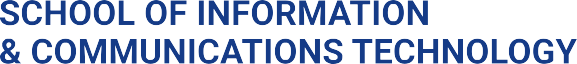 SCHOOL OF INFORMATION
& COMMUNICATIONS TECHNOLOGY